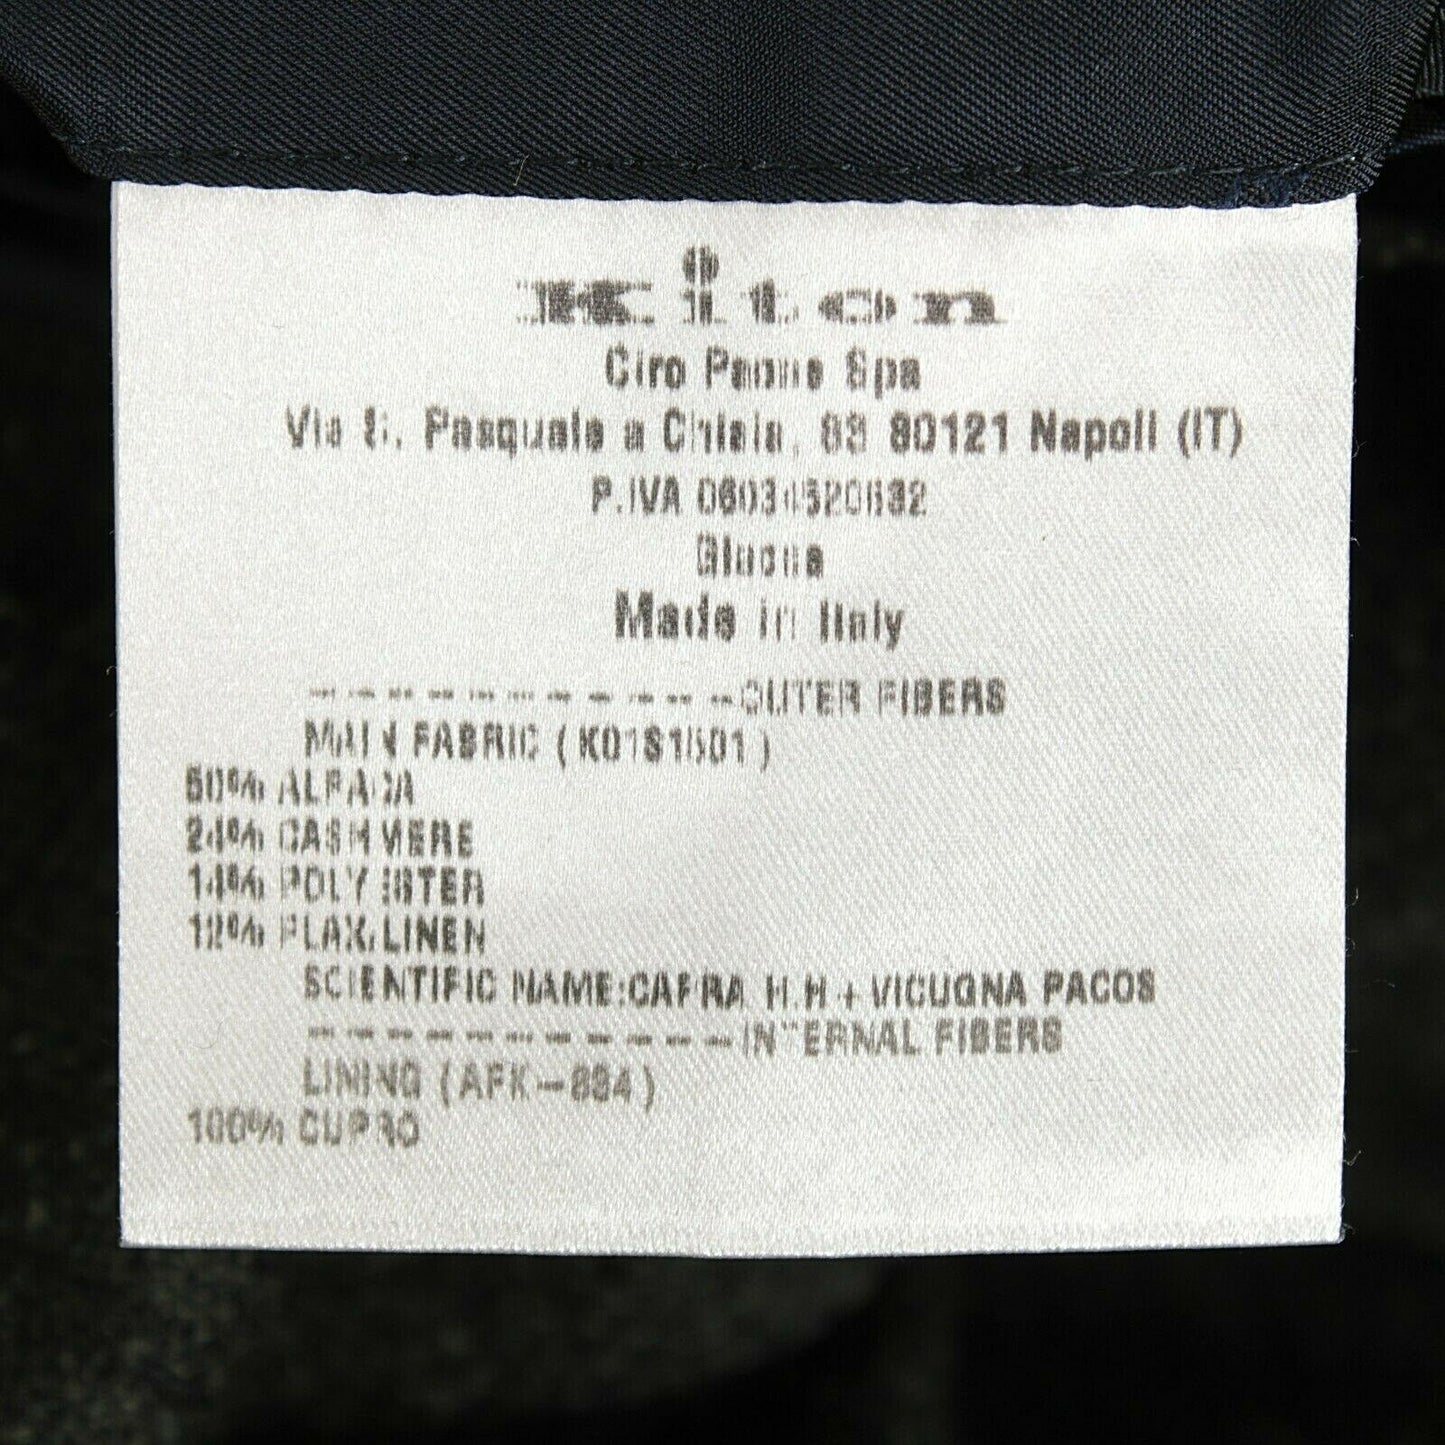 Kiton
Ciro Paone Spa
Via S. Pasquale a Chiaia, 83 80121 Napoli (IT)
P.IVA
Giacca
Made in Italy
------------OUTER FIBERS
MAIN FABRIC (K01S1501)
50% ALPACA
24% CASHMERE
14% POLYESTER
12% FLAX/LINEN
SCIENTIFIC NAME:CAPRA H.H + VICUGNA PACOS
------------INTERNAL FIBERS
LINING (AFK-884)
100% CUPRO